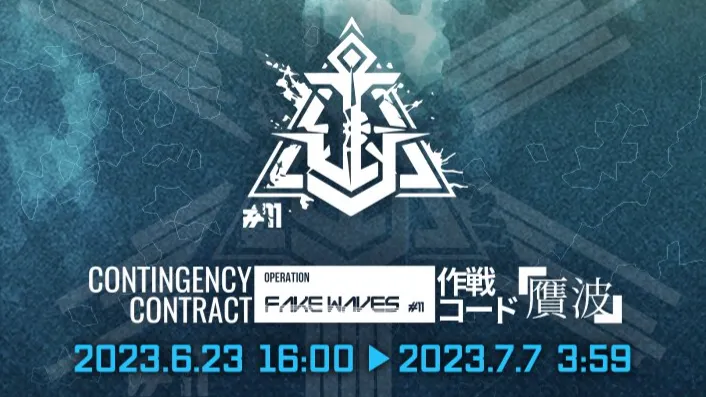 #11
CONTINGENCY
CONTRACT
OPERATION
FAKE WAVES #11
作戦
コード
「贋波」
2023.6.23 16:00 ▶ 2023.7.7 3:59